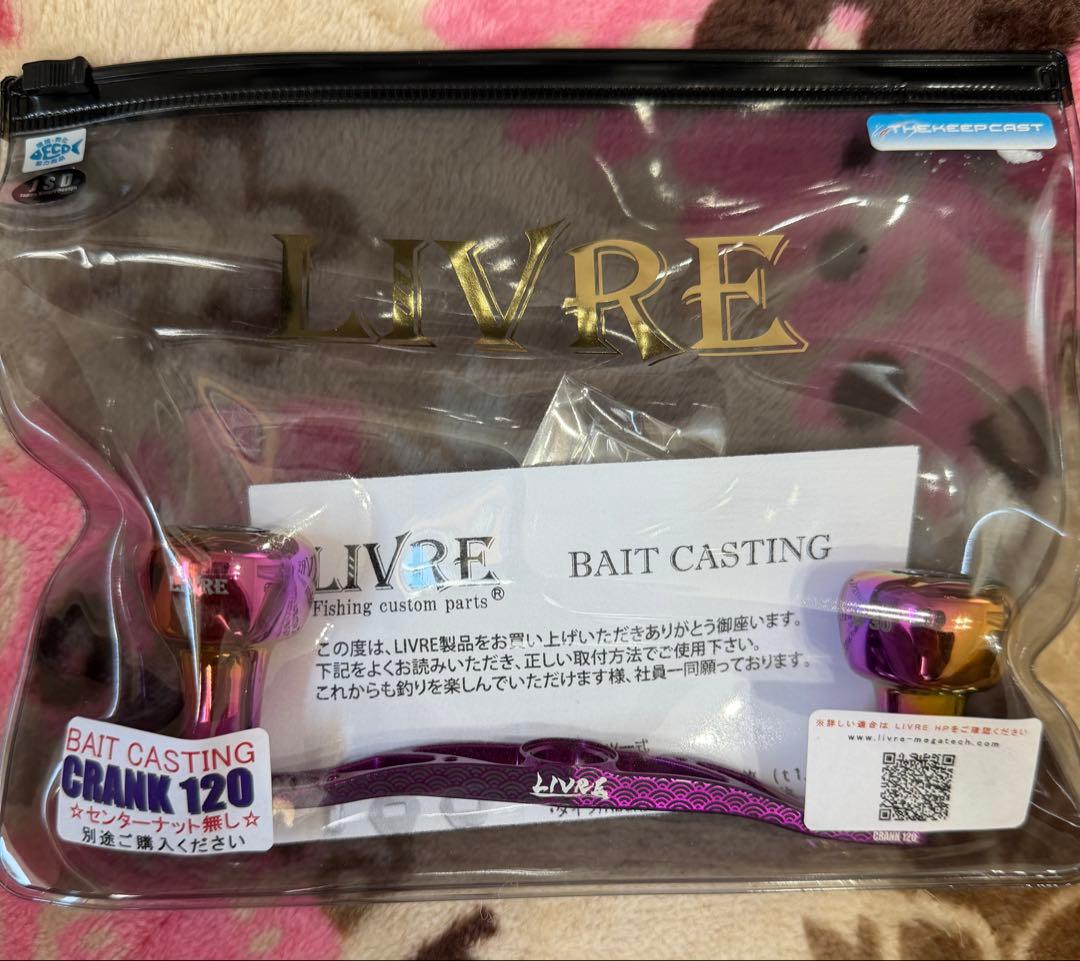 THEKEEPCAST
ECO
JSD
LIVRE
LIVRE
BAIT CASTING
Fishing custom parts®
この度は、LIVRE製品をお買い上げいただきありがとう御座います。
下記をよくお読みいただき、正しい取付方法でご使用下さい。
これからも釣りを楽しんでいただけます様、社員一同願っております。
LIVRE
30
BAIT CASTING
CRANK 120
☆センターナット無し☆
別途ご購入ください
LIVRE
CRANK 120
※詳しい適合は LIVRE HPをご確認ください
www.livre-megatech.com